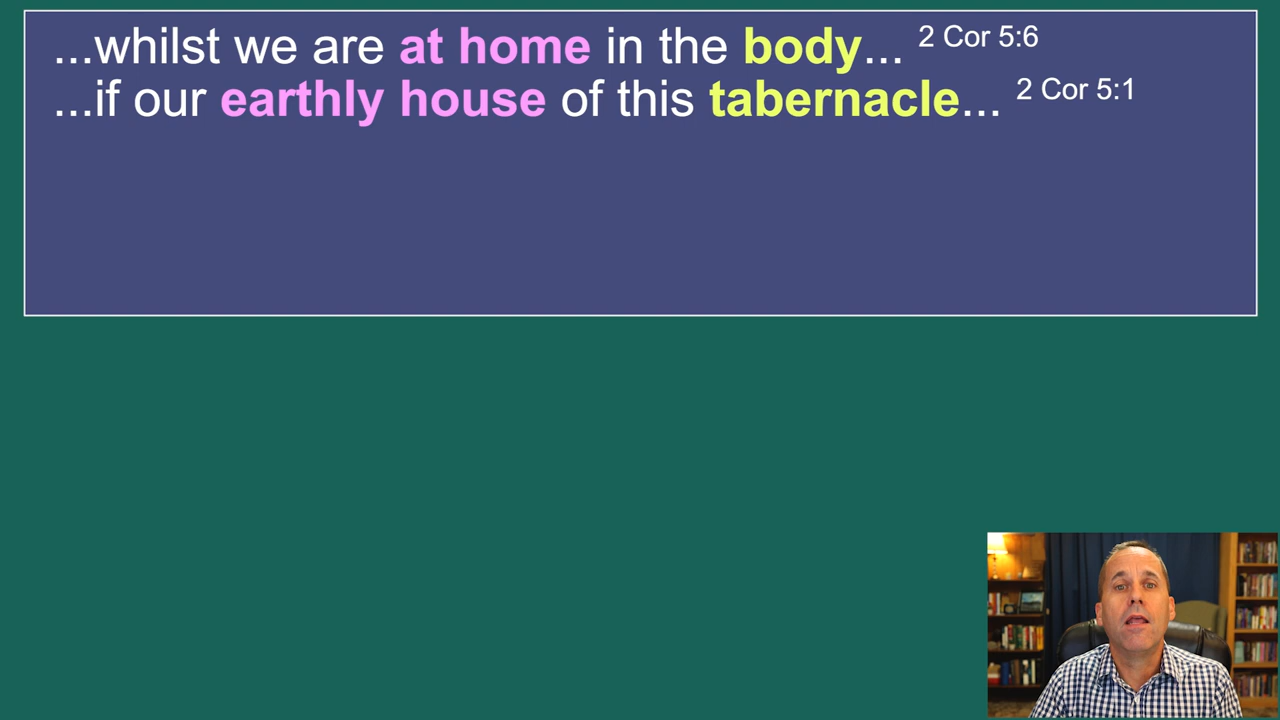 ...whilst we are at home in the body... 2 Cor 5:6
...if our earthly house of this tabernacle... 2 Cor 5:1